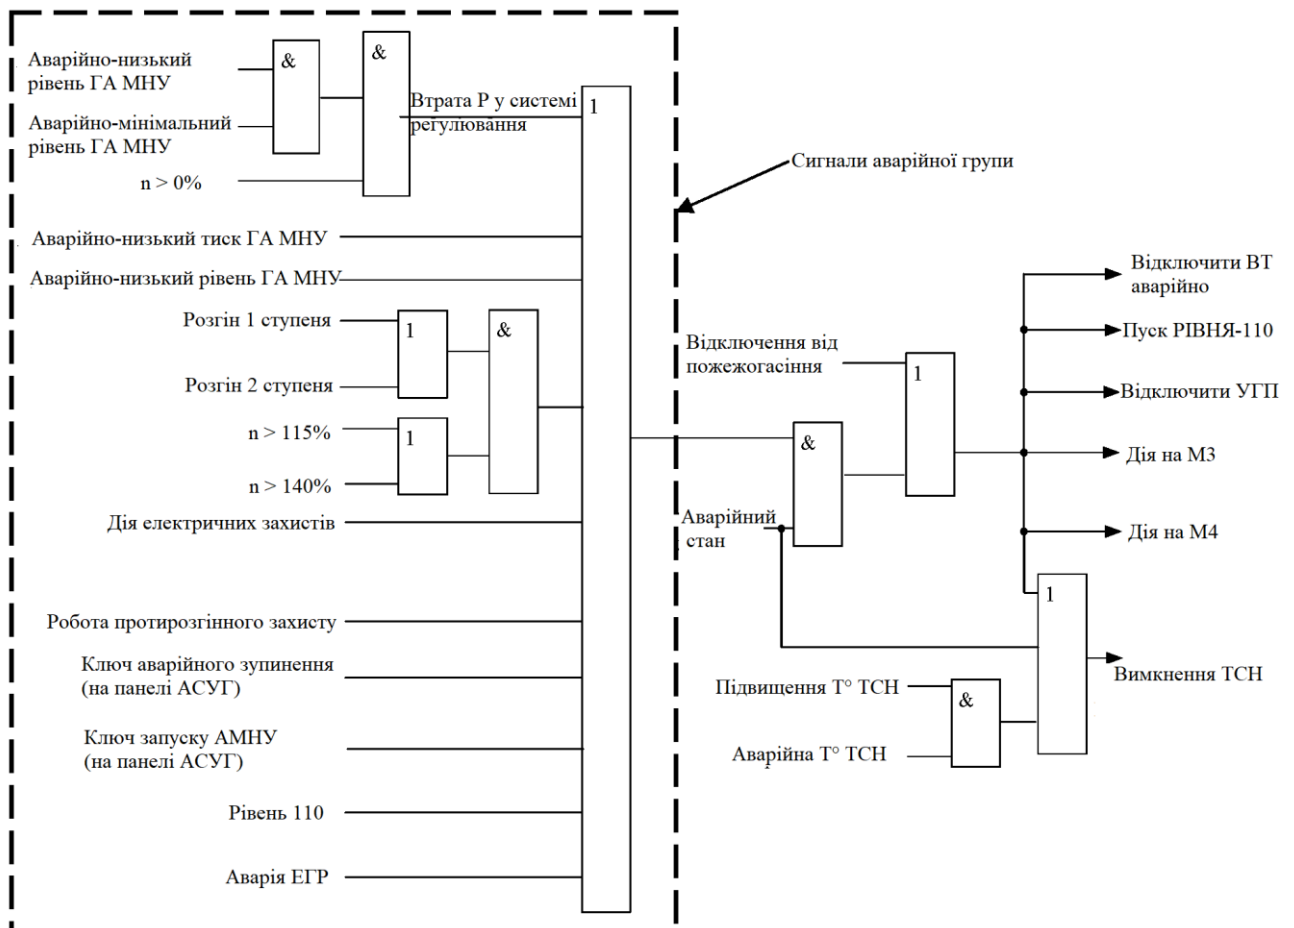 Аварійно-низький
рівень ГА МНУ
&
&
Аварійно-мінімальний
рівень ГА МНУ
n > 0%
Втрата Р у системі
регулювання
1
Сигнали аварійної групи
Аварійно-низький тиск ГА МНУ
Аварійно-низький рівень ГА МНУ
Розгін 1 ступеня
1
&
Розгін 2 ступеня
n > 115%
1
n > 140%
Дія електричних захистів
Робота протирозгінного захисту
Ключ аварійного зупинення
(на панелі АСУГ)
Ключ запуску АМНУ
(на панелі АСУГ)
Рівень 110
Аварія ЕГР
Відключення від
пожежогасіння
1
&
Аварійний
стан
Відключити ВТ
аварійно
Пуск РІВНЯ-110
Відключити УГП
Дія на М3
Дія на М4
1
Підвищення Т° ТСН
&
Аварійна Т° ТСН
Вимкнення ТСН